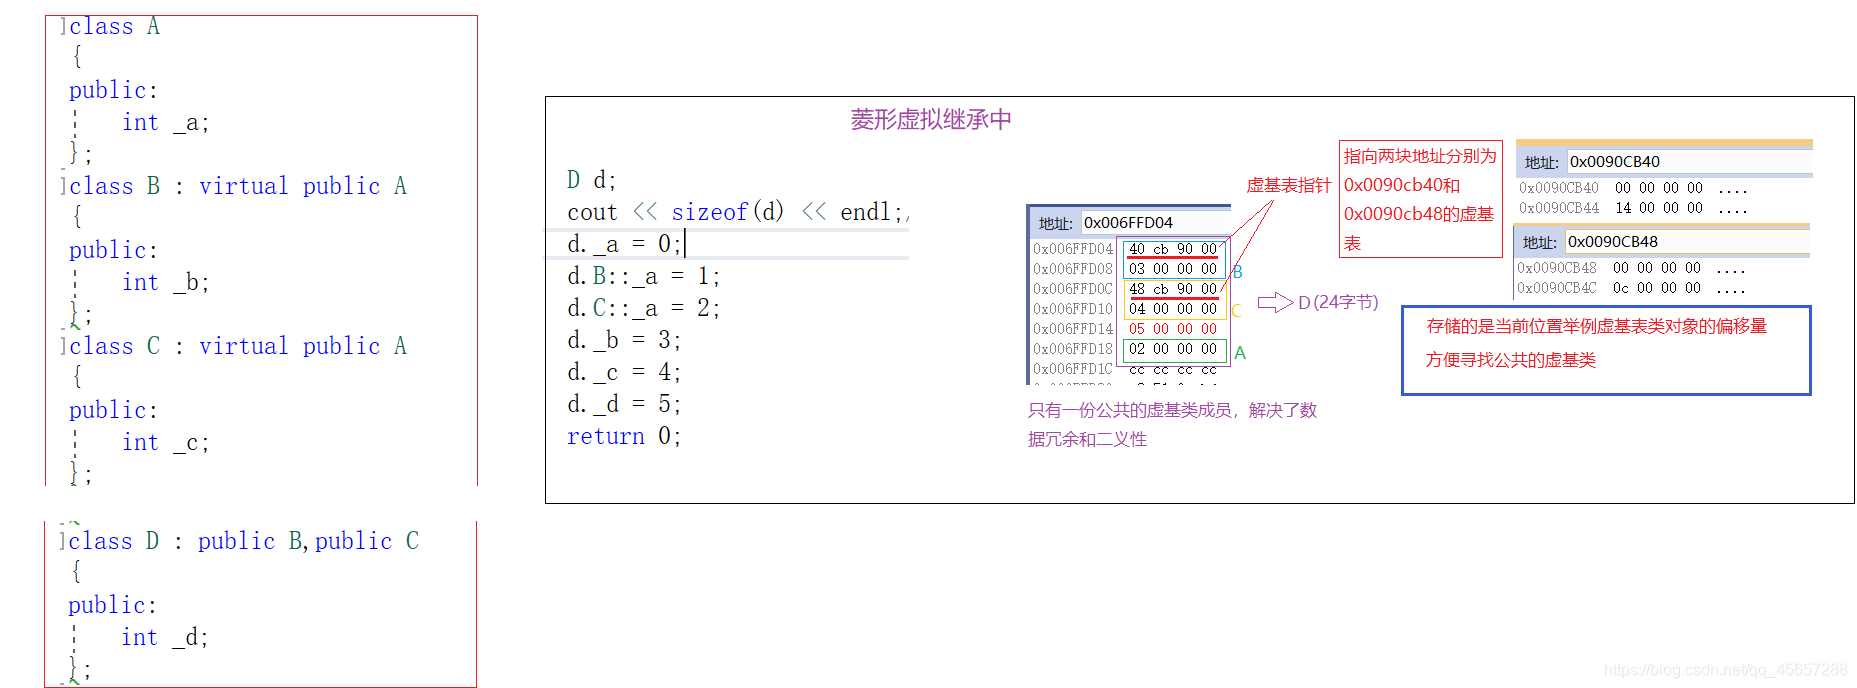 class A
{
public:
int _a;
};
class B : virtual public A
{
public:
int _b;
};
class C : virtual public A
{
public:
int _c;
};
class D : public B,public C
{
public:
int _d;
};
菱形虚拟继承中
D d;
cout << sizeof(d) << endl;/
d._a = 0;
d.B::_a = 1;
d.C::_a = 2;
d._b = 3;
d._c = 4;
d._d = 5;
return 0;
地址: 0x006FFD04
0x006FFD04 40 cb 90 00
0x006FFD08 03 00 00 00
0x006FFD0C 48 cb 90 00
0x006FFD10 04 00 00 00
0x006FFD14 05 00 00 00
0x006FFD18 02 00 00 00
0x006FFD1C cc cc cc cc
B
C
A
D(24字节)
虚基表指针
指向两块地址分别为
0x0090cb40和
0x0090cb48的虚基
表
地址: 0x0090CB40
0x0090CB40 00 00 00 00 ....
0x0090CB44 14 00 00 00 ....
地址: 0x0090CB48
0x0090CB48 00 00 00 00 ....
0x0090CB4C 0c 00 00 00 ....
存储的是当前位置举例虚基表类对象的偏移量
方便寻找公共的虚基类
只有一份公共的虚基类成员，解决了数
据冗余和二义性
https://blog.csdn.net/qq_45657288